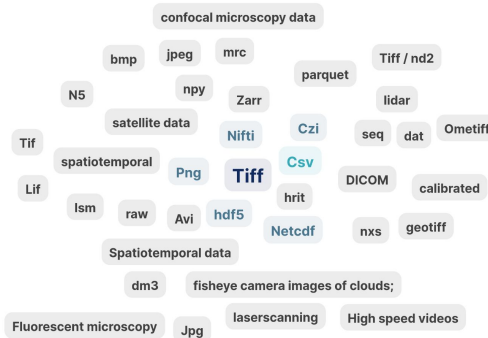 confocal microscopy data
bmp
jpeg
mrc
Tiff / nd2
parquet
N5
npy
Zarr
lidar
satellite data
Nifti
Czi
seq
dat
Ometiff
Tif
spatiotemporal
Png
Tiff
Csv
DICOM
calibrated
Lif
lsm
raw
Avi
hdf5
hrit
Netcdf
nxs
geotiff
Spatiotemporal data
dm3
fisheye camera images of clouds;
Fluorescent microscopy
Jpg
laserscanning
High speed videos